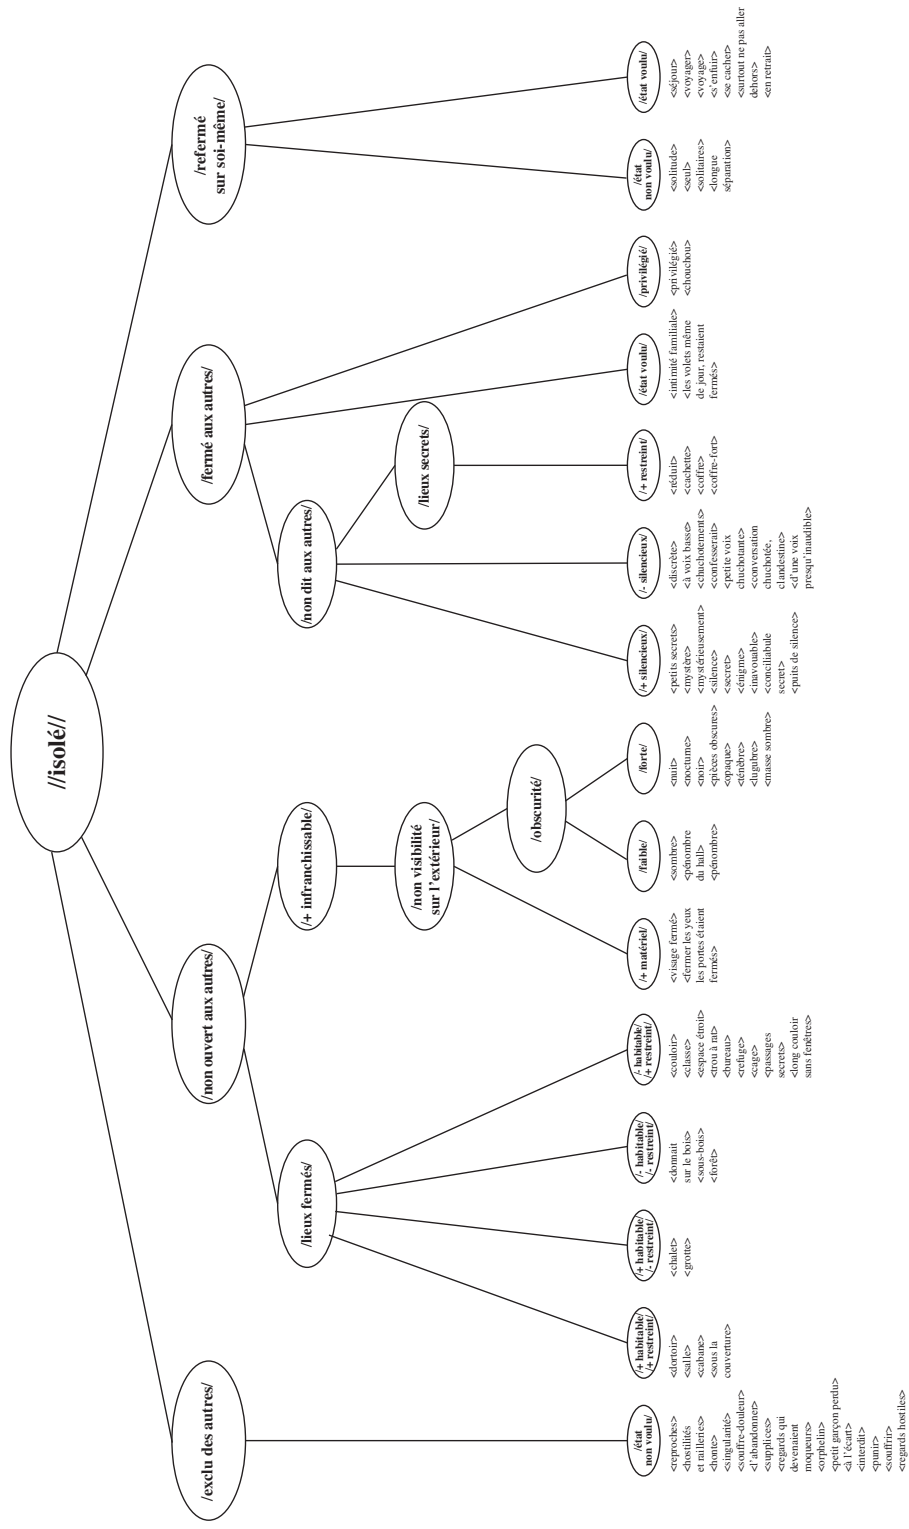 //isolé//
/exclu des autres/
/non ouvert aux autres/
/fermé aux autres/
/refermé
sur soi-même/
/lieux fermés/
/+ infranchissable/
/non dit aux autres/
/non visibilité
sur l’extérieur/
/lieux secrets/
/obscurité/
/état
non voulu/
<reproches>
<hostilités
et railleries>
<honte>
<singularité>
<souffre-douleur>
<l’abandonner>
<supplices>
<regards qui
devenaient
moqueurs>
<orphelin>
<petit garçon perdu>
<à l’écart>
<interdit>
<punir>
<souffrir>
<regards hostiles>
/+ habitable/
/+ restreint/
<dortoir>
<salle>
<cabane>
<sous la
couverture>
/+ habitable/
/- restreint/
<chalet>
<grotte>
/- habitable/
/- restreint/
<donnait
sur le bois>
<sous-bois>
<forêt>
/- habitable/
/+ restreint/
<couloir>
<classe>
<espace étroit>
<trou à rat>
<bureau>
<refuge>
<cage>
<passages
secrets>
<long couloir
sans fenêtres>
/+ matériel/
<visage fermé>
<fermer les yeux
les portes étaient
fermés>
/faible/
<sombre>
<pénombre
du hall>
<pénombre>
/forte/
<nuit>
<nocturne>
<noir>
<pièces obscures>
<opaque>
<ténèbre>
<lugubre>
<masse sombre>
/+ silencieux/
<petits secrets>
<mystère>
<mystérieusement>
<silence>
<secret>
<énigme>
<inavouable>
<conciliabule
secret>
<puits de silence>
/- silencieux/
<discrète>
<à voix basse>
<chuchotements>
<confesserait>
<petite voix
chuchotante>
<conversation
chuchotée,
clandestine>
<d’une voix
presqu’inaudible>
/+ restreint/
<réduit>
<cachette>
<coffre>
<coffre-fort>
/état voulu/
<intimité familiale>
<les volets même
de jour, restaient
fermés>
/privilégié/
<privilégié>
<chouchou>
/état
non voulu/
<solitude>
<seul>
<solitaires>
<longue
séparation>
/état voulu/
<séjour>
<voyager>
<voyage>
<s’enfuir>
<se cacher>
<surtout ne pas aller
dehors>
<en retrait>